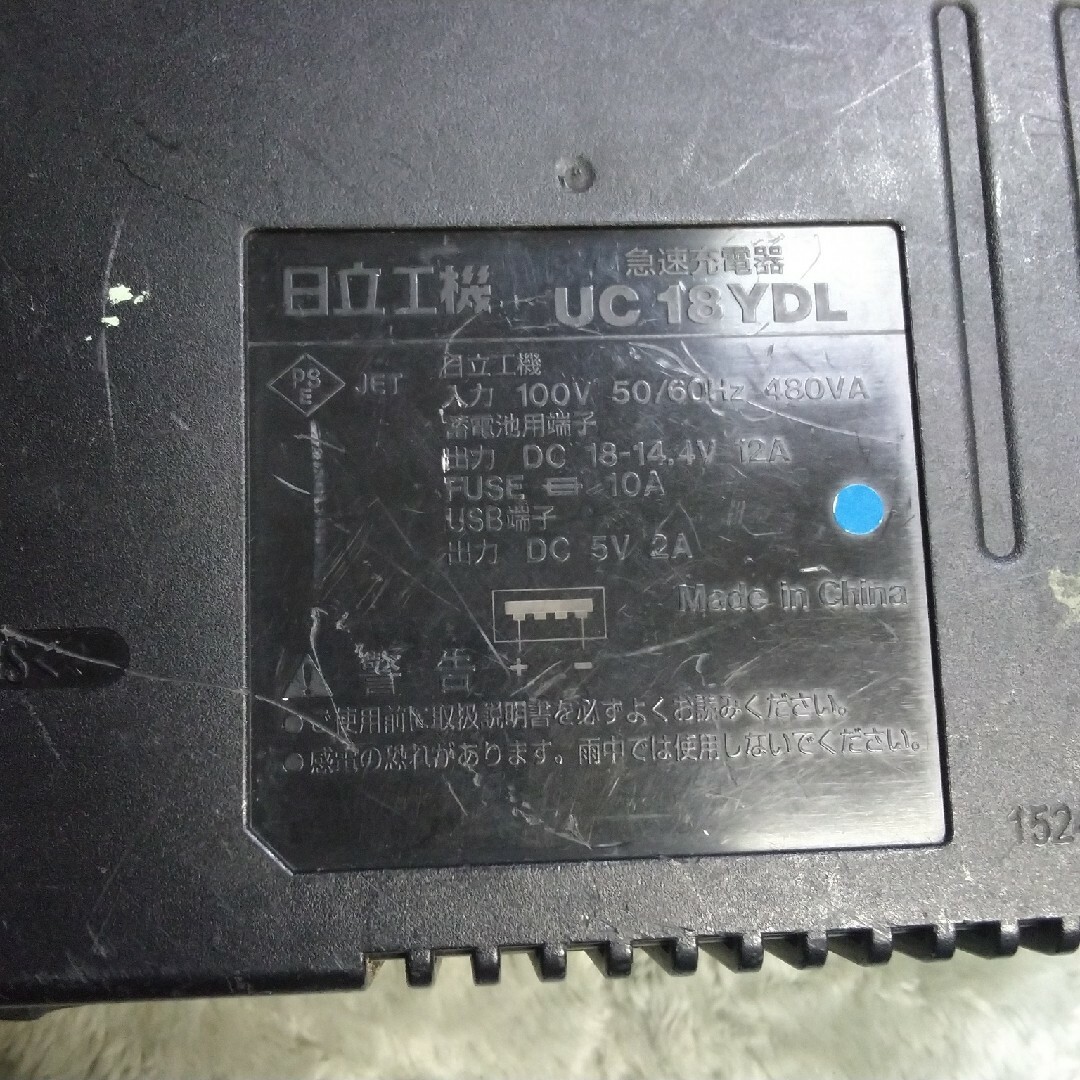 急速充電器
日立工機 UC 18YDL
PS
E
JET
日立工機
入力 100V 50/60Hz 480VA
蓄電池用端子
出力 DC 18-14.4V 12A
FUSE 10A
USB端子
出力 DC 5V 2A
Made in China
+ -
警告
●ご使用前に取扱説明書を必ずよくお読みください。
●感電の恐れがあります。雨中では使用しないでください。
152